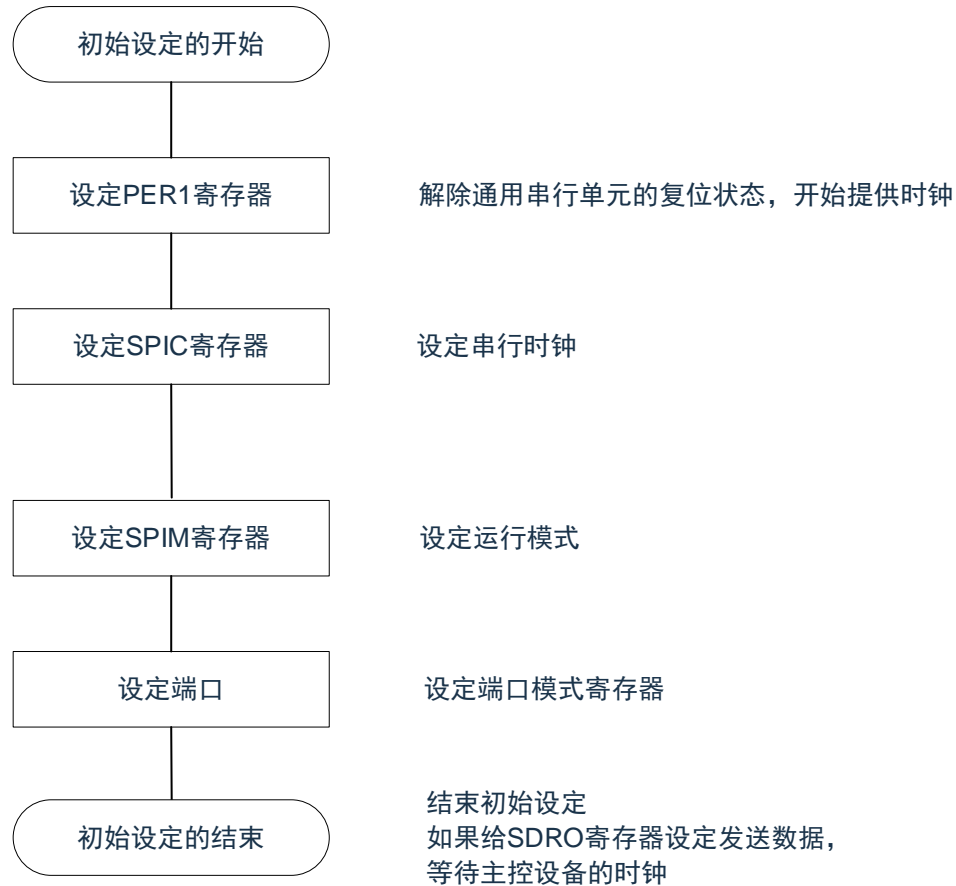 初始设定的开始
设定PER1寄存器
解除通用串行单元的复位状态，开始提供时钟
设定SPIC寄存器
设定串行时钟
设定SPIM寄存器
设定运行模式
设定端口
设定端口模式寄存器
初始设定的结束
结束初始设定
如果给SDRO寄存器设定发送数据，
等待主控设备的时钟